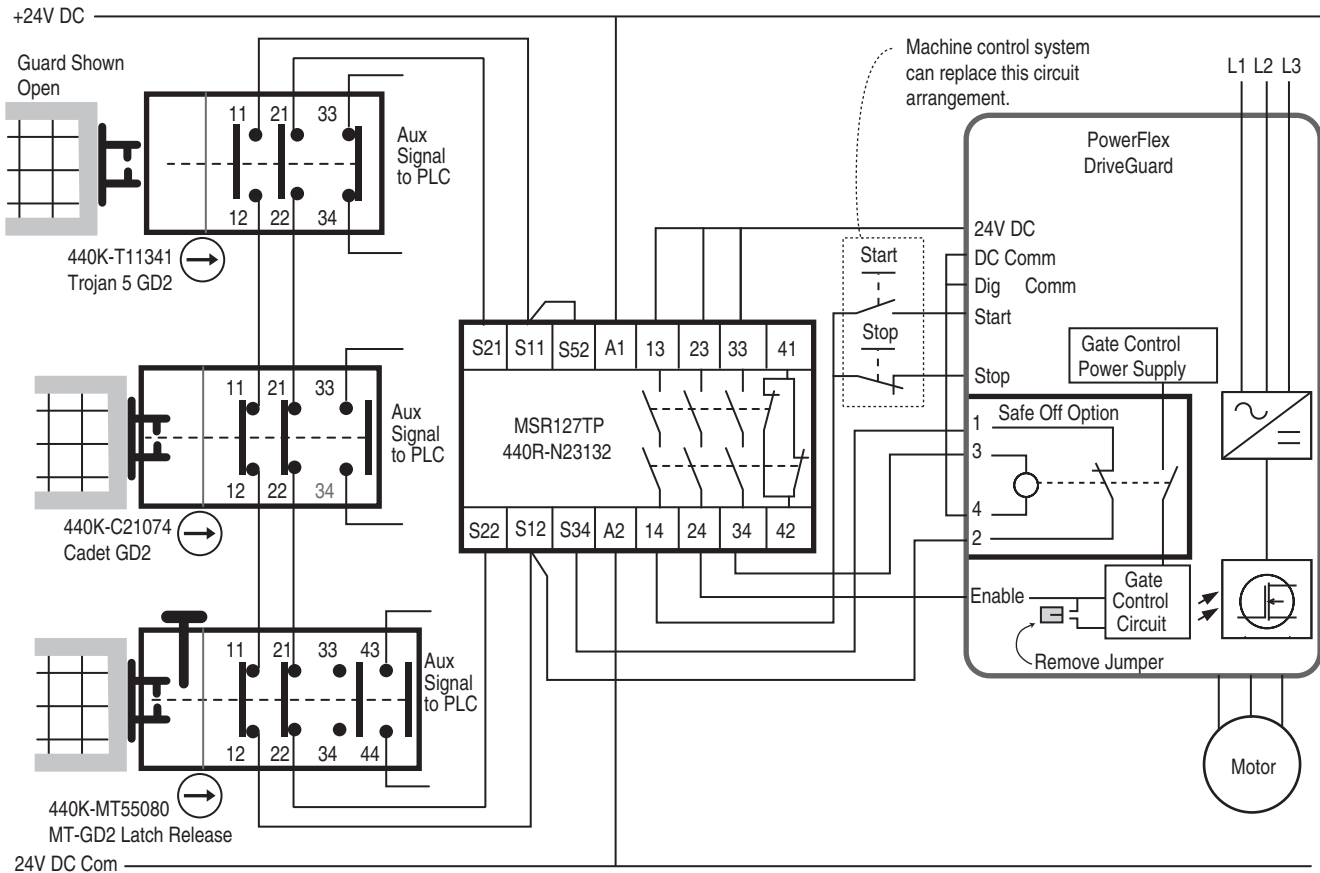 +24V DC
Guard Shown
Open
11 21 33
12 22 34
Aux
Signal
to PLC
440K-T11341
Trojan 5 GD2
11 21 33
12 22 34
Aux
Signal
to PLC
440K-C21074
Cadet GD2
11 21 33 43
12 22 34 44
Aux
Signal
to PLC
440K-MT55080
MT-GD2 Latch Release
24V DC Com
S21 S11 S52 A1 13 23 33 41
MSR127TP
440R-N23132
S22 S12 S34 A2 14 24 34 42
Machine control system
can replace this circuit
arrangement.
Start
Stop
L1 L2 L3
PowerFlex
DriveGuard
24V DC
DC Comm
Dig Comm
Start
Stop
Gate Control
Power Supply
Safe Off Option
1
3
4
2
Enable
Gate
Control
Circuit
Remove Jumper
Motor